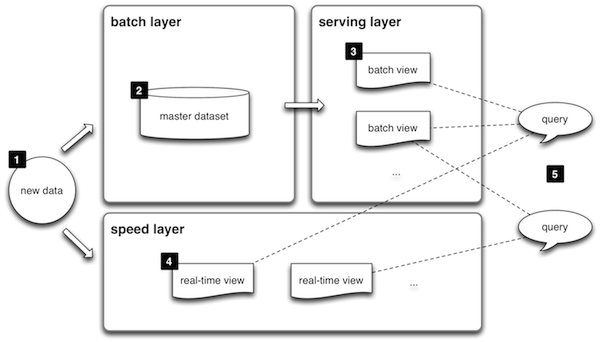 batch layer
serving layer
3
batch view
2
master dataset
batch view
query
1
new data
...
5
speed layer
query
4
real-time view
real-time view
...